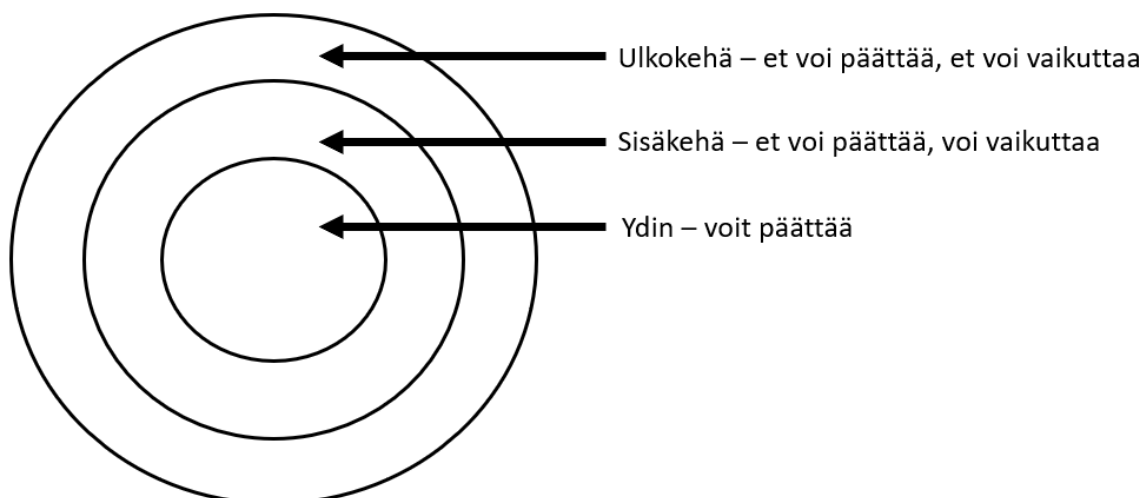 Ulkokehä – et voi päättää, et voi vaikuttaa
Sisäkehä – et voi päättää, voi vaikuttaa
Ydin – voit päättää